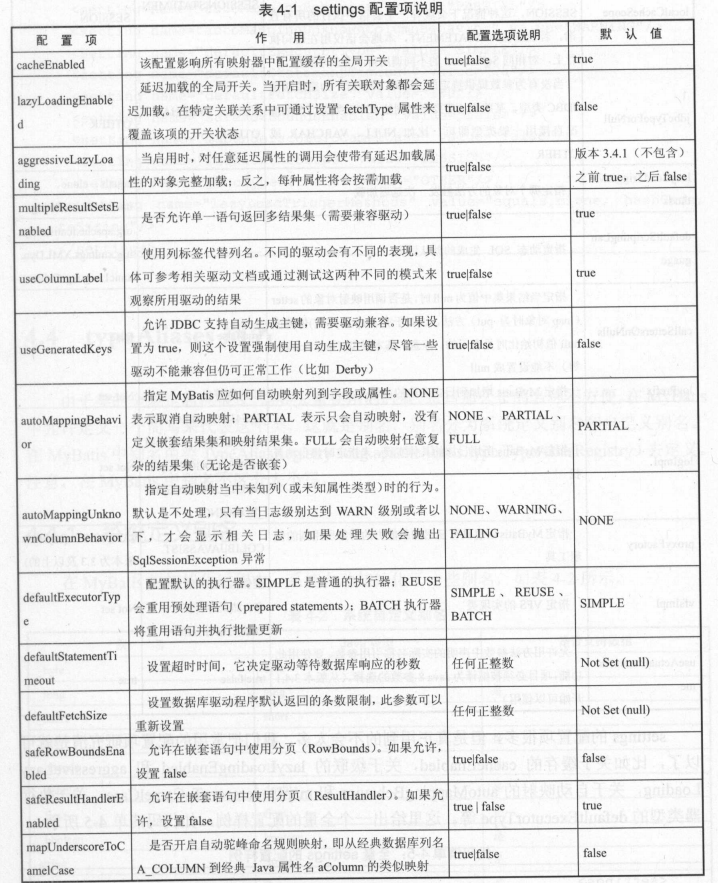 表 4-1 settings 配置项说明
配 置 项 作 用 配置选项说明 默 认 值
cacheEnabled 该配置影响所有映射器中配置缓存的全局开关 true|false true
lazyLoadingEnable
d
延迟加载的全局开关。当开启时，所有关联对象都会延
迟加载。在特定关联关系中可通过设置 fetchType 属性来
覆盖该项的开关状态
true|false false
aggressiveLazyLoa
ding
当启用时，对任意延迟属性的调用会使带有延迟加载属
性的对象完整加载；反之，每种属性将会按需加载
true|false
版本 3.4.1（不包含）
之前 true，之后 false
multipleResultSetsE
nabled
是否允许单一语句返回多结果集（需要兼容驱动） true|false true
useColumnLabel
使用列标签代替列名。不同的驱动会有不同的表现，具
体可参考相关驱动文档或通过测试这两种不同的模式来
观察所用驱动的结果
true|false true
useGeneratedKeys
允许 JDBC 支持自动生成主键，需要驱动兼容。如果设
置为 true，则这个设置强制使用自动生成主键，尽管一些
驱动不能兼容但仍可正常工作（比如 Derby）
true|false false
autoMappingBehavi
or
指定 MyBatis 应如何自动映射列到字段或属性。NONE
表示取消自动映射；PARTIAL 表示只会自动映射，没有
定义嵌套结果集和映射结果集。FULL 会自动映射任意复
杂的结果集（无论是否嵌套）
NONE 、 PARTIAL 、
FULL
PARTIAL
autoMappingUnkno
wnColumnBehavior
指定自动映射当中未知列(或未知属性类型)时的行为。
默认是不处理，只有当日志级别达到 WARN 级别或者以
下，才会显示相关日志，如果处理失败会抛出
SqlSessionException 异常
NONE、WARNING、
FAILING
NONE
defaultExecutorTyp
e
配置默认的执行器。SIMPLE 是普通的执行器；REUSE
会重用预处理语句（prepared statements）；BATCH 执行器
将重用语句并执行批量更新
SIMPLE 、 REUSE 、
BATCH
SIMPLE
defaultStatementTi
meout
设置超时时间，它决定驱动等待数据库响应的秒数 任何正整数 Not Set (null)
defaultFetchSize
设置数据库驱动程序默认返回的条数限制，此参数可以
重新设置
任何正整数 Not Set (null)
safeRowBoundsEna
bled
允许在嵌套语句中使用分页（RowBounds）。如果允许，
设置 false
true|false false
safeResultHandlerE
nabled
允许在嵌套语句中使用分页（ResultHandler）。如果允
许，设置 false
true | false true
mapUnderscoreToC
amelCase
是否开启自动驼峰命名规则映射，即从经典数据库列名
A_COLUMN 到经典 Java 属性名 aColumn 的类似映射
true|false false